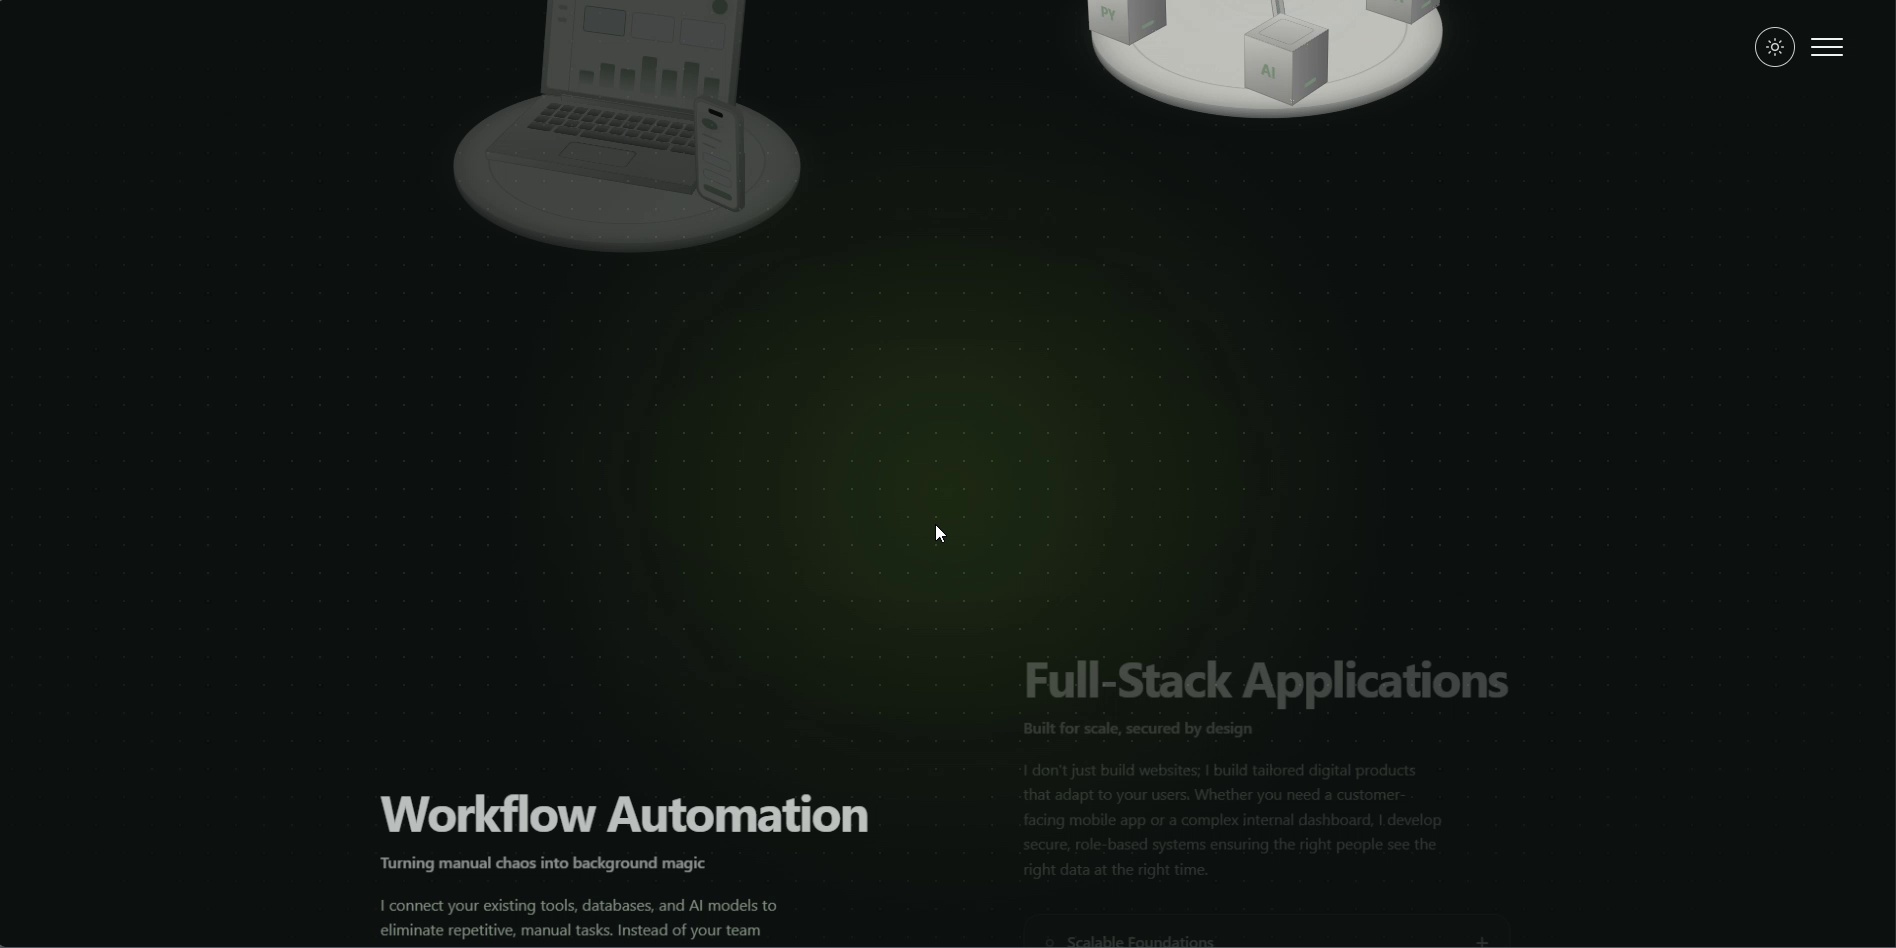 PY
AI
Full-Stack Applications
Built for scale, secured by design
I don't just build websites; I build tailored digital products
that adapt to your users. Whether you need a customer-
facing mobile app or a complex internal dashboard, I develop
secure, role-based systems ensuring the right people see the
right data at the right time.
Scalable Foundations
Workflow Automation
Turning manual chaos into background magic
I connect your existing tools, databases, and AI models to
eliminate repetitive, manual tasks. Instead of your team